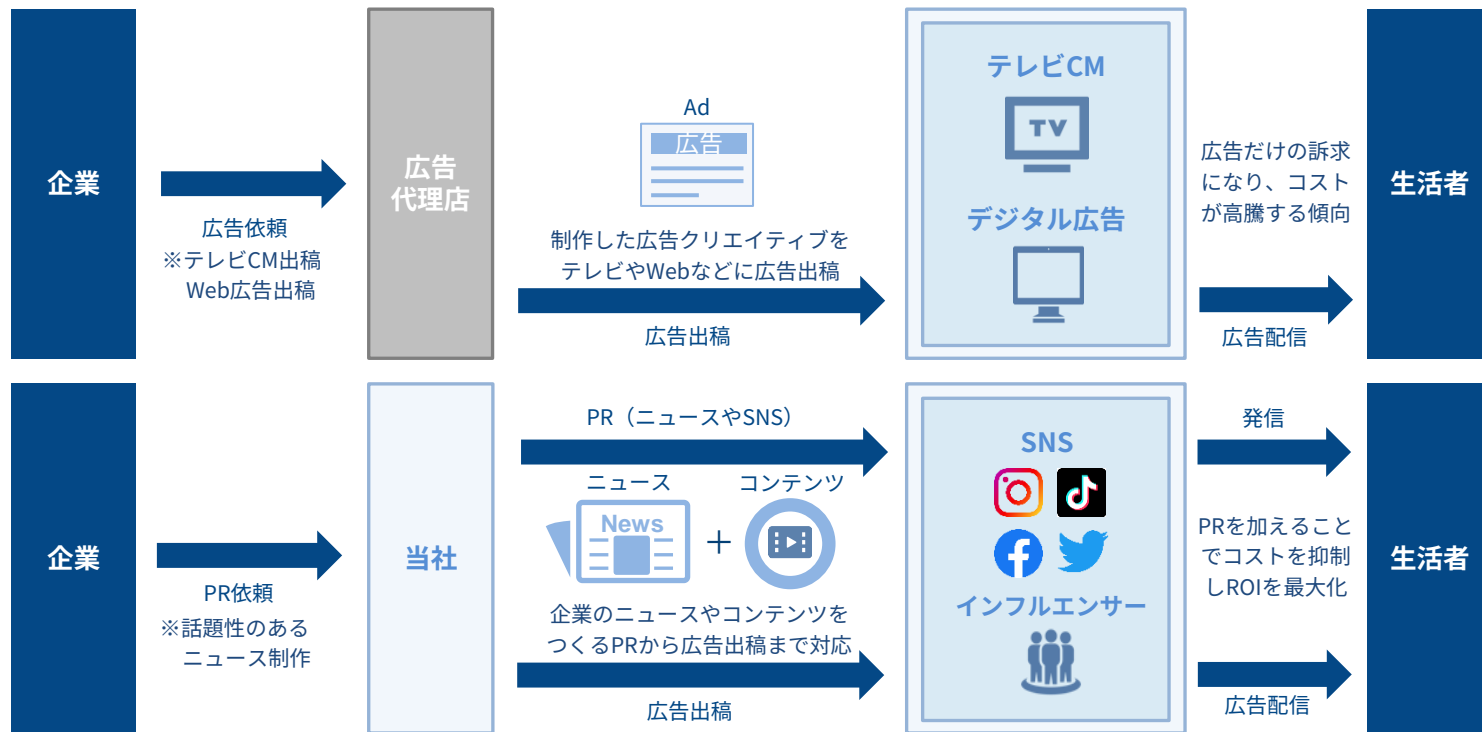 企業
広告依頼
※テレビCM出稿
Web広告出稿
広告
代理店
Ad
広告
制作した広告クリエイティブを
テレビやWebなどに広告出稿
広告出稿
テレビCM
TV
デジタル広告
広告だけの訴求
になり、コスト
が高騰する傾向
広告配信
生活者
企業
PR依頼
※話題性のある
ニュース制作
当社
PR（ニュースやSNS）
ニュース
コンテンツ
News
＋
企業のニュースやコンテンツを
つくるPRから広告出稿まで対応
広告出稿
SNS
インフルエンサー
発信
PRを加えること
でコストを抑制
しROIを最大化
広告配信
生活者